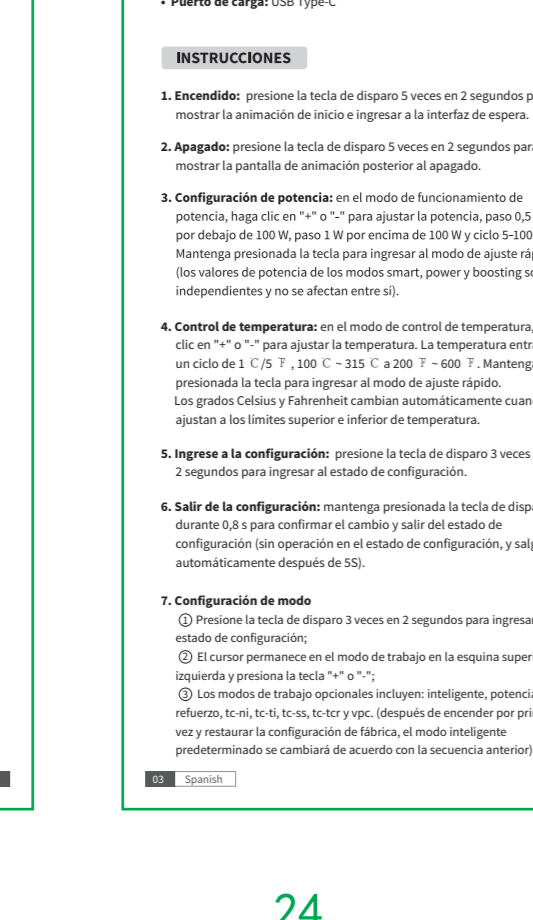 • Puerto de carga: USB Type-C
INSTRUCCIONES
1. Encendido: presione la tecla de disparo 5 veces en 2 segundos
mostrar la animación de inicio e ingresar a la interfaz de espera.
2. Apagado: presione la tecla de disparo 5 veces en 2 segundos par
mostrar la pantalla de animación posterior al apagado.
3. Configuración de potencia: en el modo de funcionamiento de
potencia, haga clic en "+" o "-" para ajustar la potencia, paso 0,5
por debajo de 100 W, paso 1 W por encima de 100 W y ciclo 5-100
Mantenga presionada la tecla para ingresar al modo de ajuste rá
(los valores de potencia de los modos smart, power y boosting s
independientes y no se afectan entre sí).
4. Control de temperatura: en el modo de control de temperatura,
clic en "+" o "-" para ajustar la temperatura. La temperatura entra
un ciclo de 1 ℃/5 ℉ , 100 ℃ ~ 315 ℃ a 200 ℉ ~ 600 ℉ . Manteng
presionada la tecla para ingresar al modo de ajuste rápido.
Los grados Celsius y Fahrenheit cambian automáticamente cuan
ajustan a los límites superior e inferior de temperatura.
5. Ingrese a la configuración: presione la tecla de disparo 3 veces
2 segundos para ingresar al estado de configuración.
6. Salir de la configuración: mantenga presionada la tecla de dispa
durante 0,8 s para confirmar el cambio y salir del estado de
configuración (sin operación en el estado de configuración, y salg
automáticamente después de 5S).
7. Configuración de modo
① Presione la tecla de disparo 3 veces en 2 segundos para ingresar
estado de configuración;
② El cursor permanece en el modo de trabajo en la esquina superi
izquierda y presiona la tecla "+" o "-";
③ Los modos de trabajo opcionales incluyen: inteligente, potencia
refuerzo, tc-ni, tc-ti, tc-ss, tc-tcr y vpc. (después de encender por pri
vez y restaurar la configuración de fábrica, el modo inteligente
predeterminado se cambiará de acuerdo con la secuencia anterior)
03 Spanish
24